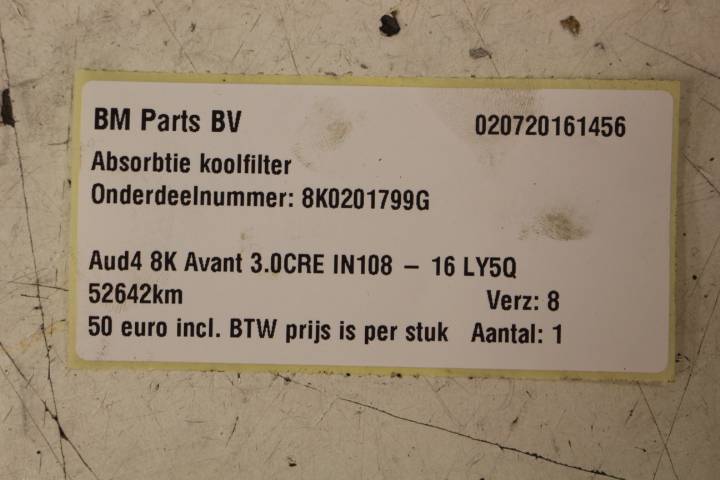 BM Parts BV 020720161456
Absorbtie koolfilter
Onderdeelnummer: 8K0201799G
Aud4 8K Avant 3.0CRE IN108 – 16 LY5Q
52642km Verz: 8
50 euro incl. BTW prijs is per stuk Aantal: 1